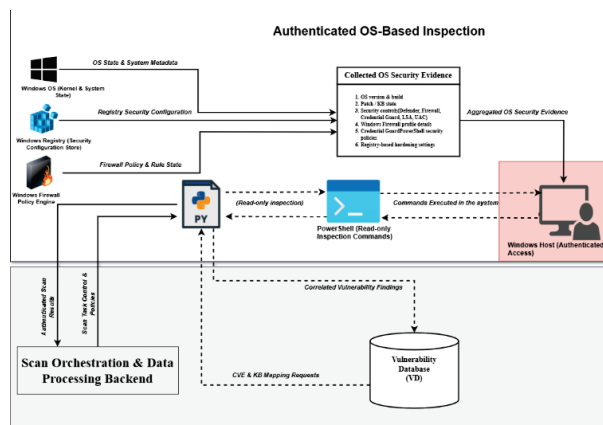 Authenticated OS-Based Inspection
OS State & System Metadata
Windows OS (Kernel & System
State)
Registry Security Configuration
Windows Registry (Security
Configuration Store)
Firewall Policy & Rule State
Windows Firewall
Policy Engine
Collected OS Security Evidence
1. OS version & build
2. Patch / KB state
3. Security controls(Defender, Firewall,
Credential Guard, LSA, UAC)
4. Windows Firewall profile details
5. Credential GuardPowerShell security
policies
6. Registry-based hardening settings
Aggregated OS Security Evidence
PY
(Read-only inspection)
PowerShell (Read-only
Inspection Commands)
Commands Executed in the system
Windows Host (Authenticated
Access)
Authenticated Scan
Results
Scan Task Control &
Policies
Correlated Vulnerability Findings
Scan Orchestration & Data
Processing Backend
CVE & KB Mapping Requests
Vulnerability
Database
(VD)